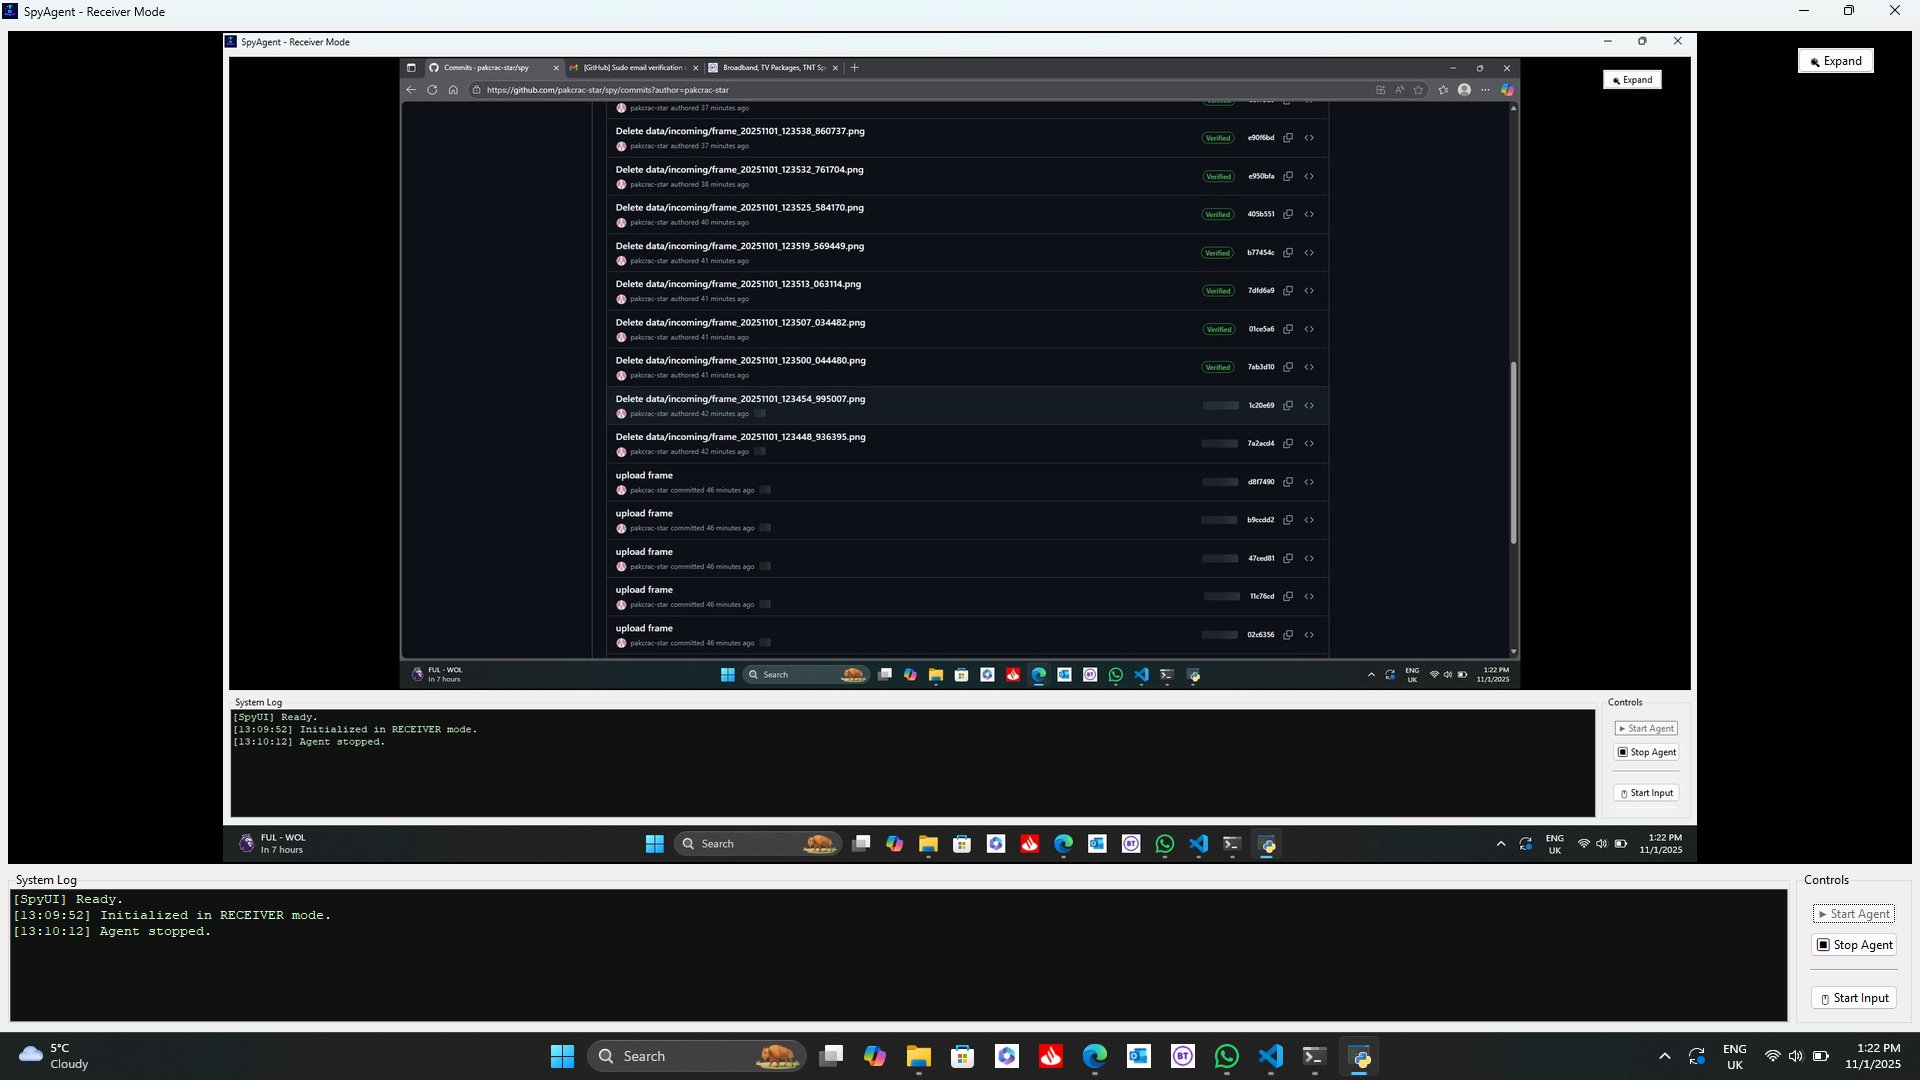 SpyAgent - Receiver Mode
SpyAgent - Receiver Mode
Expand
Commits · pakcrac-star/spy
[GitHub] Sudo email verification c
Broadband, TV Packages, TNT Sp
Expand
https://github.com/pakcrac-star/spy/commits?author=pakcrac-star
pakcrac-star authored 37 minutes ago
Delete data/incoming/frame_20251101_123538_860737.png
pakcrac-star authored 37 minutes ago
Verified
e90f6bd
Delete data/incoming/frame_20251101_123532_761704.png
pakcrac-star authored 38 minutes ago
Verified
e950bfa
Delete data/incoming/frame_20251101_123525_584170.png
pakcrac-star authored 40 minutes ago
Verified
405b551
Delete data/incoming/frame_20251101_123519_569449.png
pakcrac-star authored 41 minutes ago
Verified
b77454c
Delete data/incoming/frame_20251101_123513_063114.png
pakcrac-star authored 41 minutes ago
Verified
7dfd6a9
Delete data/incoming/frame_20251101_123507_034482.png
pakcrac-star authored 41 minutes ago
Verified
01ce5a6
Delete data/incoming/frame_20251101_123500_044480.png
pakcrac-star authored 41 minutes ago
Verified
7ab3d10
Delete data/incoming/frame_20251101_123454_995007.png
pakcrac-star authored 42 minutes ago
1c20e69
Delete data/incoming/frame_20251101_123448_936395.png
pakcrac-star authored 42 minutes ago
7a2acd4
upload frame
pakcrac-star committed 46 minutes ago
d8f7490
upload frame
pakcrac-star committed 46 minutes ago
b9ccdd2
upload frame
pakcrac-star committed 46 minutes ago
47ced81
upload frame
pakcrac-star committed 46 minutes ago
11c76cd
upload frame
pakcrac-star committed 46 minutes ago
02c6356
FUL - WOL
In 7 hours
Search
ENG
UK
1:22 PM
11/1/2025
System Log
[SpyUI] Ready.
[13:09:52] Initialized in RECEIVER mode.
[13:10:12] Agent stopped.
Controls
Start Agent
Stop Agent
Start Input
FUL - WOL
In 7 hours
Search
ENG
UK
1:22 PM
11/1/2025
System Log
[SpyUI] Ready.
[13:09:52] Initialized in RECEIVER mode.
[13:10:12] Agent stopped.
Controls
Start Agent
Stop Agent
Start Input
5°C
Cloudy
Search
BT
ENG
UK
1:22 PM
11/1/2025